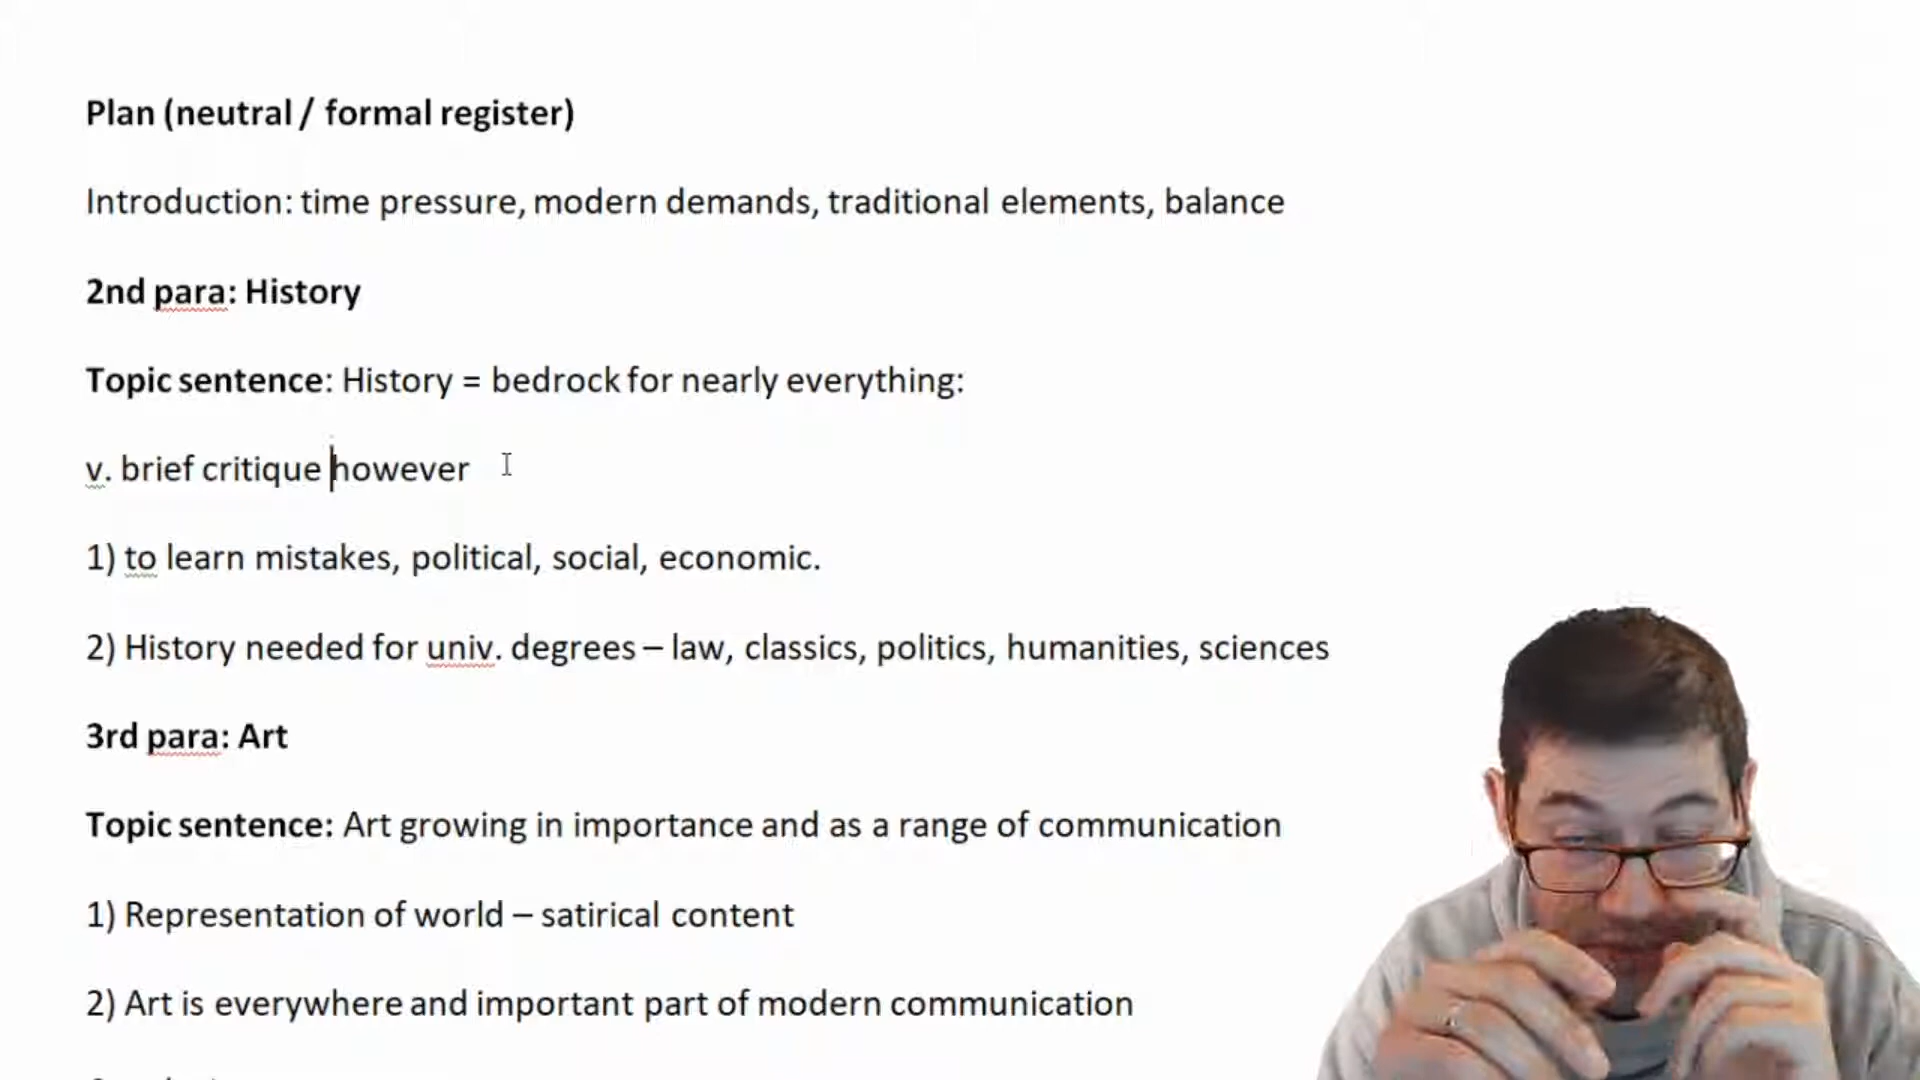 Plan (neutral / formal register)
Introduction: time pressure, modern demands, traditional elements, balance
2nd para: History
Topic sentence: History = bedrock for nearly everything:
v. brief critique however
1) to learn mistakes, political, social, economic.
2) History needed for univ. degrees – law, classics, politics, humanities, sciences
3rd para: Art
Topic sentence: Art growing in importance and as a range of communication
1) Representation of world – satirical content
2) Art is everywhere and important part of modern communication